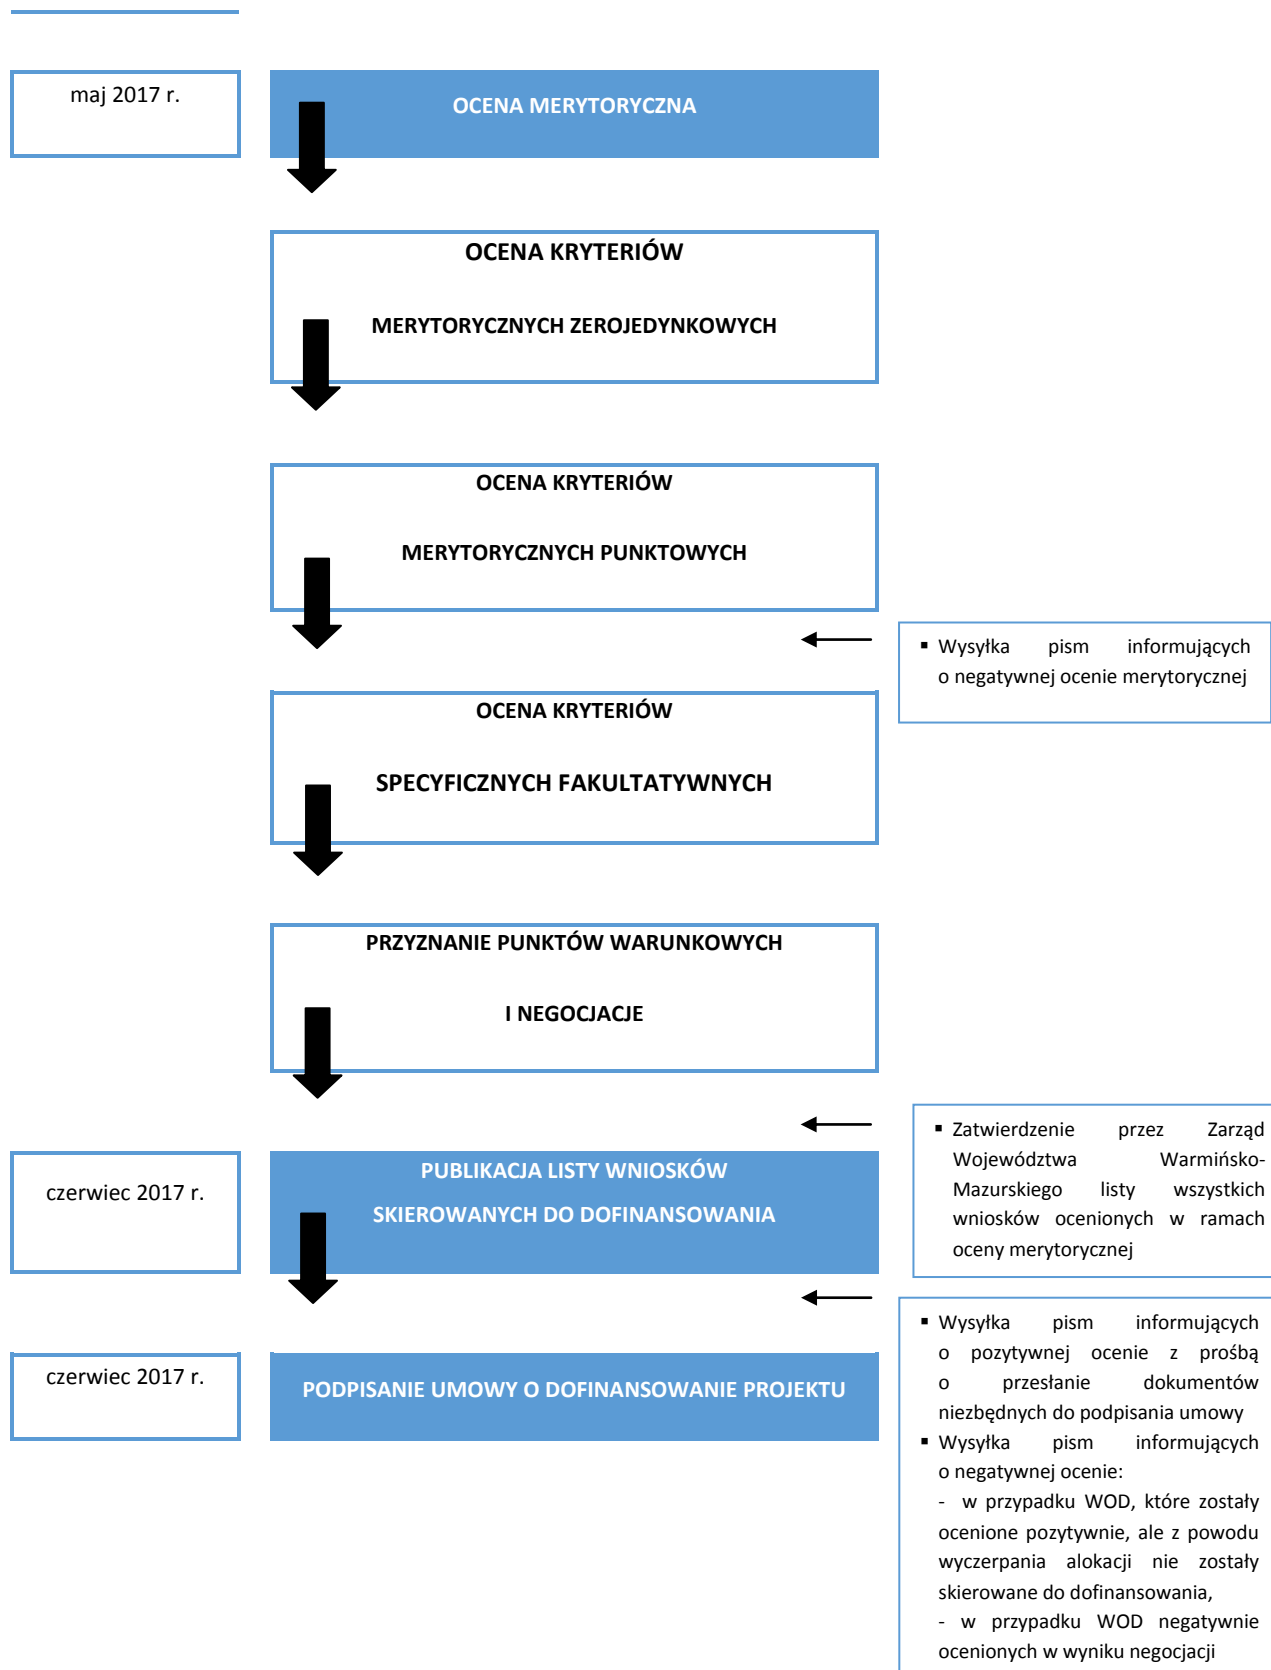 maj 2017 r.
OCENA MERYTORYCZNA
OCENA KRYTERIÓW
MERYTORYCZNYCH ZEROJEDYNKOWYCH
OCENA KRYTERIÓW
MERYTORYCZNYCH PUNKTOWYCH
▪ Wysyłka pism informujących
o negatywnej ocenie merytorycznej
OCENA KRYTERIÓW
SPECYFICZNYCH FAKULTATYWNYCH
PRZYZNANIE PUNKTÓW WARUNKOWYCH
I NEGOCJACJE
▪ Zatwierdzenie przez Zarząd
Województwa Warmińsko-
Mazurskiego listy wszystkich
wniosków ocenionych w ramach
oceny merytorycznej
czerwiec 2017 r.
PUBLIKACJA LISTY WNIOSKÓW
SKIEROWANYCH DO DOFINANSOWANIA
▪ Wysyłka pism informujących
o pozytywnej ocenie z prośbą
o przesłanie dokumentów
niezbędnych do podpisania umowy
▪ Wysyłka pism informujących
o negatywnej ocenie:
- w przypadku WOD, które zostały
ocenione pozytywnie, ale z powodu
wyczerpania alokacji nie zostały
skierowane do dofinansowania,
- w przypadku WOD negatywnie
ocenionych w wyniku negocjacji
czerwiec 2017 r.
PODPISANIE UMOWY O DOFINANSOWANIE PROJEKTU